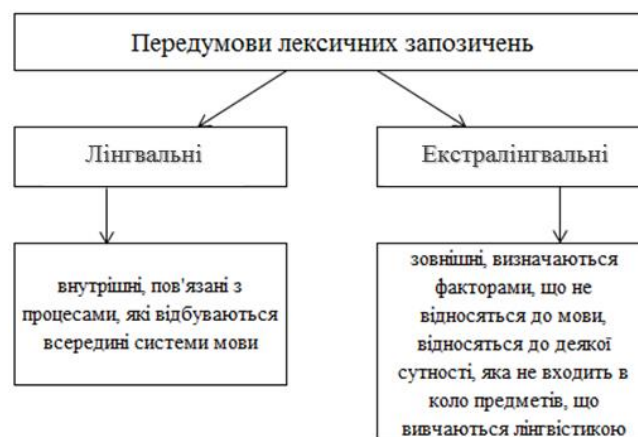 Передумови лексичних запозичень
Лінгвальні
Екстралінгвальні
внутрішні, пов'язані з
процесами, які відбуваються
всередині системи мови
зовнішні, визначаються
факторами, що не
відносяться до мови,
відносяться до деякої
сутності, яка не входить в
коло предметів, що
вивчаються лінгвістикою